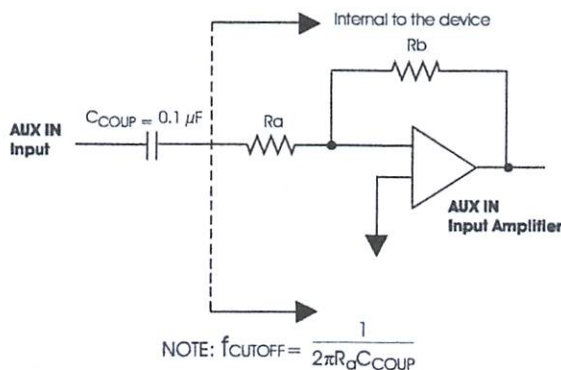 Internal to the device
Rb
CCOUP = 0.1 µF
Ra
AUX IN
Input
AUX IN
Input Amplifier
NOTE: fCUTOFF = 1
2πRaCCOUP